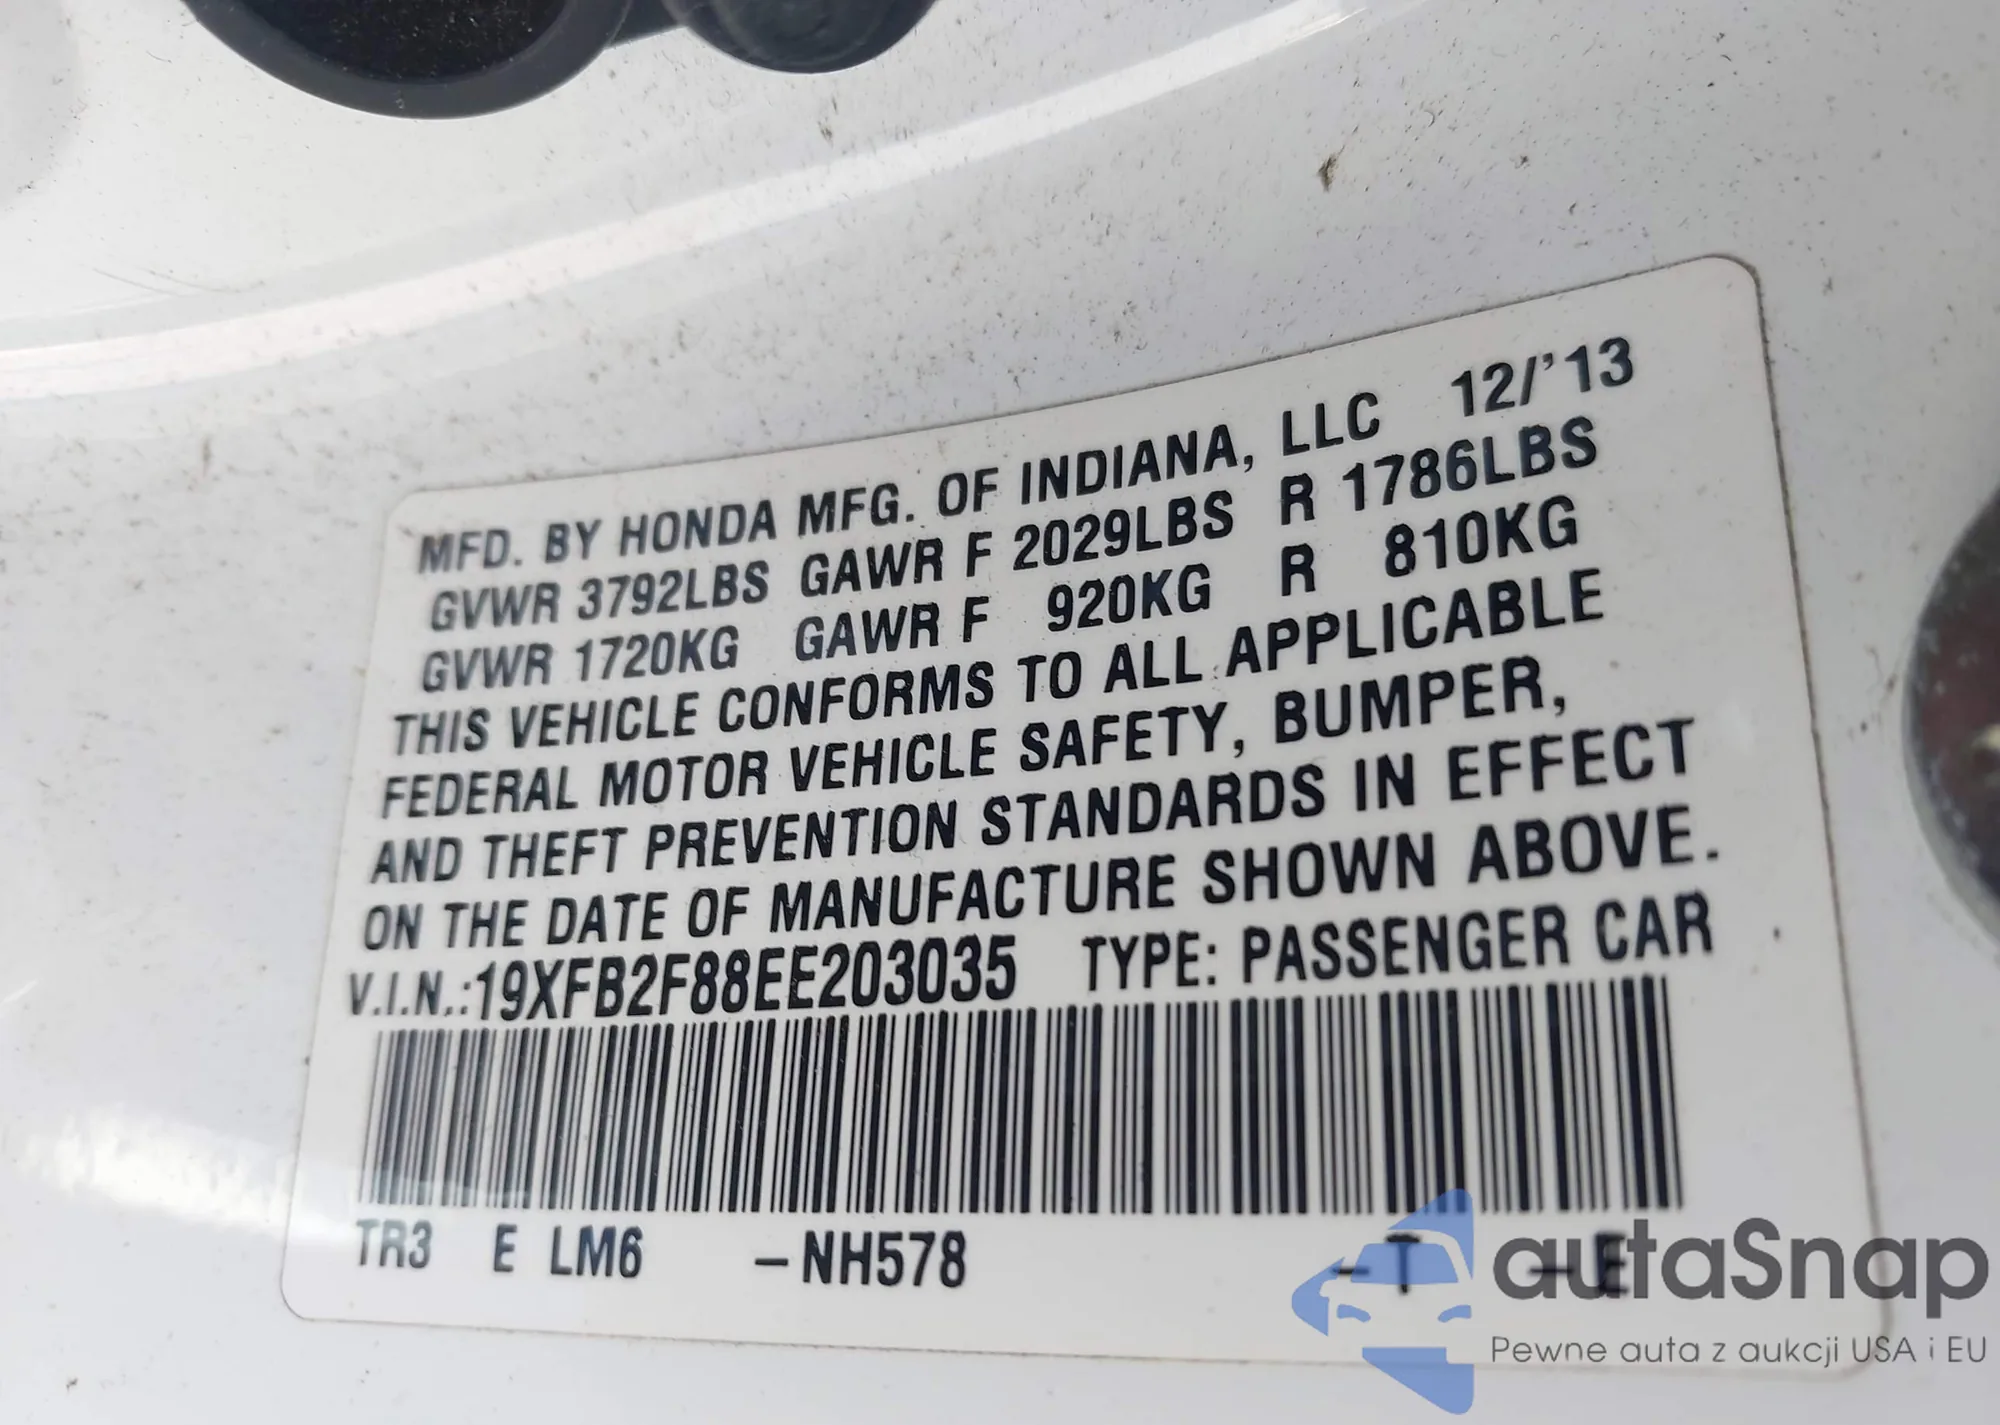 MFD. BY HONDA MFG. OF INDIANA, LLC 12/'13
GVWR 3792LBS GAWR F 2029LBS R 1786LBS
GVWR 1720KG GAWR F 920KG R 810KG
THIS VEHICLE CONFORMS TO ALL APPLICABLE
FEDERAL MOTOR VEHICLE SAFETY, BUMPER,
AND THEFT PREVENTION STANDARDS IN EFFECT
ON THE DATE OF MANUFACTURE SHOWN ABOVE.
V.I.N.:19XFB2F88EE203035 TYPE: PASSENGER CAR
TR3 E LM6 –NH578 –T –E
autaSnap
Pewne auta z aukcji USA i EU